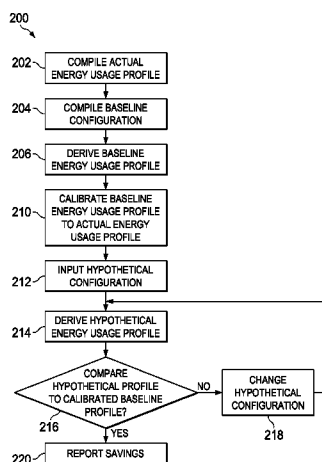 200
202
COMPILE ACTUAL
ENERGY USAGE PROFILE
204
COMPILE BASELINE
CONFIGURATION
206
DERIVE BASELINE
ENERGY USAGE PROFILE
210
CALIBRATE BASELINE
ENERGY USAGE PROFILE
TO ACTUAL ENERGY
USAGE PROFILE
212
INPUT HYPOTHETICAL
CONFIGURATION
214
DERIVE HYPOTHETICAL
ENERGY USAGE PROFILE
COMPARE
HYPOTHETICAL PROFILE
TO CALIBRATED BASELINE
PROFILE?
216
NO
CHANGE
HYPOTHETICAL
CONFIGURATION
218
YES
220
REPORT SAVINGS